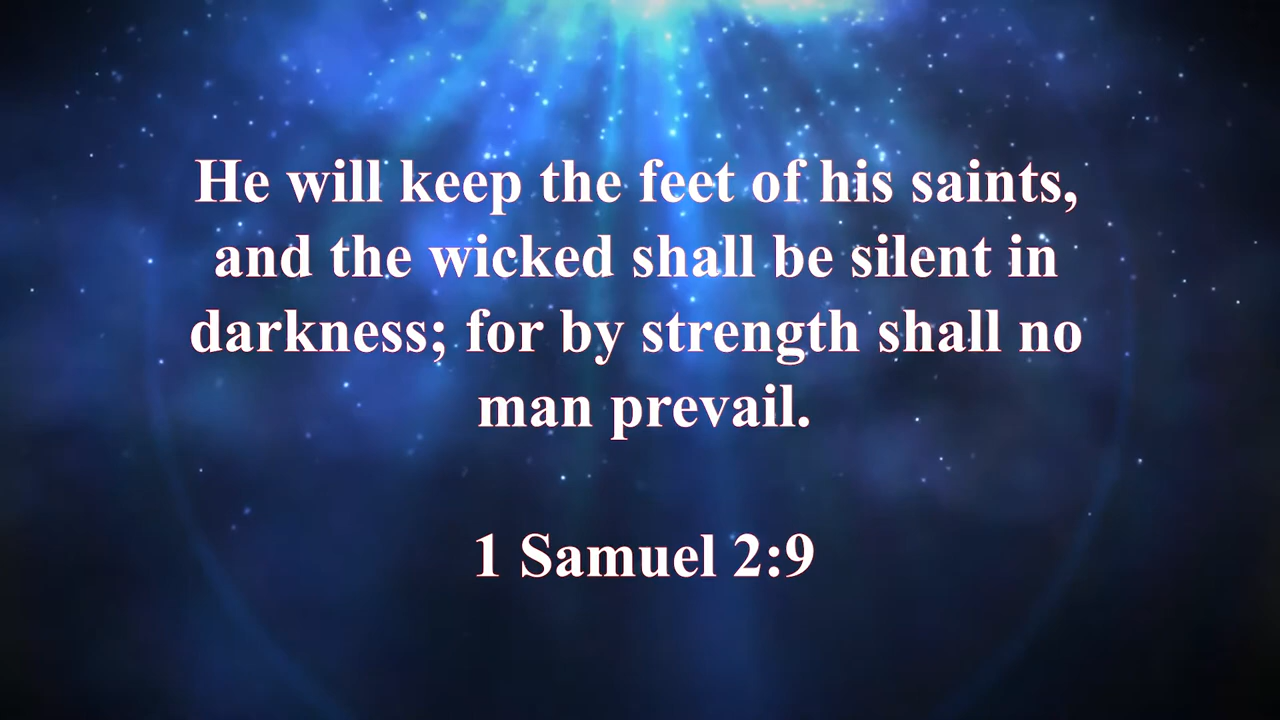 He will keep the feet of his saints,
and the wicked shall be silent in
darkness; for by strength shall no
man prevail.
1 Samuel 2:9